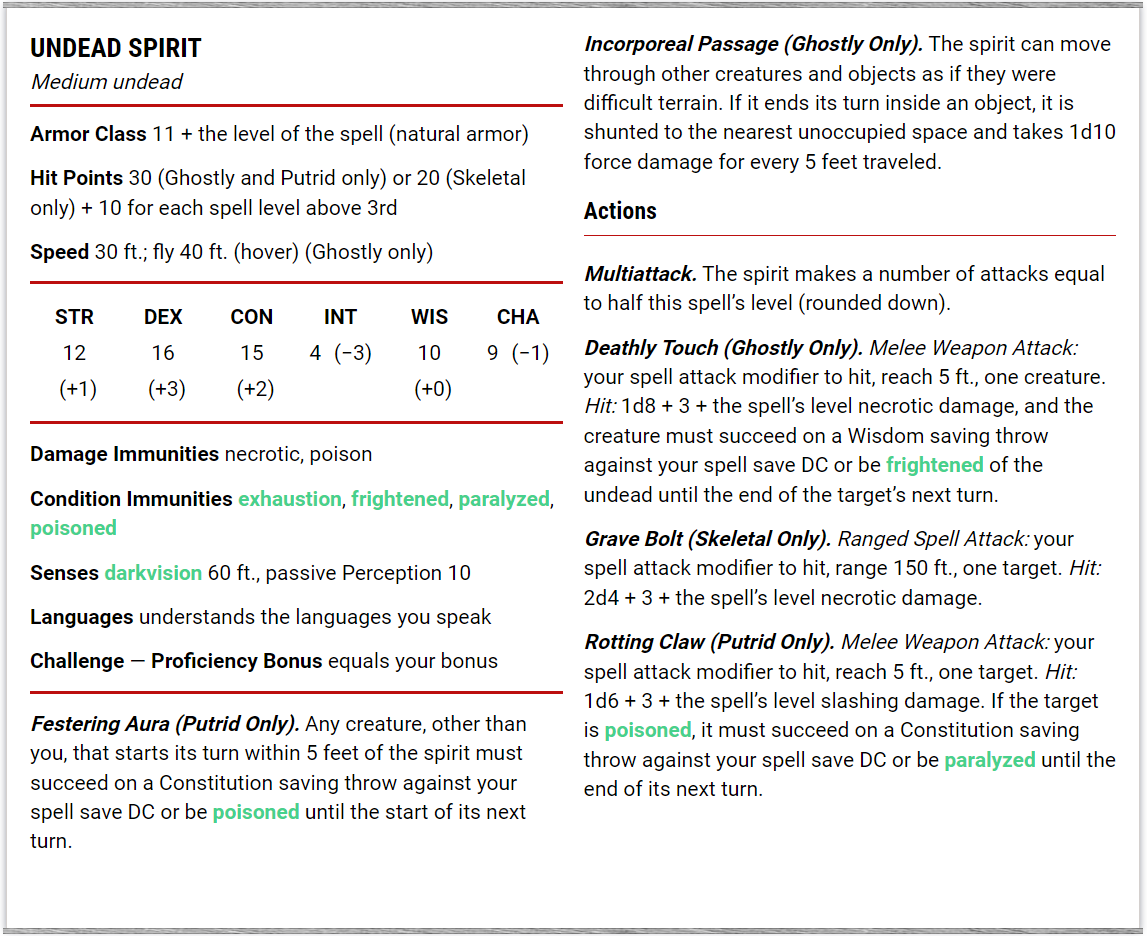 UNDEAD SPIRIT
Medium undead
Armor Class 11 + the level of the spell (natural armor)
Hit Points 30 (Ghostly and Putrid only) or 20 (Skeletal
only) + 10 for each spell level above 3rd
Speed 30 ft.; fly 40 ft. (hover) (Ghostly only)
STR DEX CON INT WIS CHA
12 16 15 4 (−3) 10 9 (−1)
(+1) (+3) (+2) (+0)
Damage Immunities necrotic, poison
Condition Immunities exhaustion, frightened, paralyzed,
poisoned
Senses darkvision 60 ft., passive Perception 10
Languages understands the languages you speak
Challenge — Proficiency Bonus equals your bonus
Festering Aura (Putrid Only). Any creature, other than
you, that starts its turn within 5 feet of the spirit must
succeed on a Constitution saving throw against your
spell save DC or be poisoned until the start of its next
turn.
Incorporeal Passage (Ghostly Only). The spirit can move
through other creatures and objects as if they were
difficult terrain. If it ends its turn inside an object, it is
shunted to the nearest unoccupied space and takes 1d10
force damage for every 5 feet traveled.
Actions
Multiattack. The spirit makes a number of attacks equal
to half this spell’s level (rounded down).
Deathly Touch (Ghostly Only). Melee Weapon Attack:
your spell attack modifier to hit, reach 5 ft., one creature.
Hit: 1d8 + 3 + the spell’s level necrotic damage, and the
creature must succeed on a Wisdom saving throw
against your spell save DC or be frightened of the
undead until the end of the target’s next turn.
Grave Bolt (Skeletal Only). Ranged Spell Attack: your
spell attack modifier to hit, range 150 ft., one target. Hit:
2d4 + 3 + the spell’s level necrotic damage.
Rotting Claw (Putrid Only). Melee Weapon Attack: your
spell attack modifier to hit, reach 5 ft., one target. Hit:
1d6 + 3 + the spell’s level slashing damage. If the target
is poisoned, it must succeed on a Constitution saving
throw against your spell save DC or be paralyzed until the
end of its next turn.